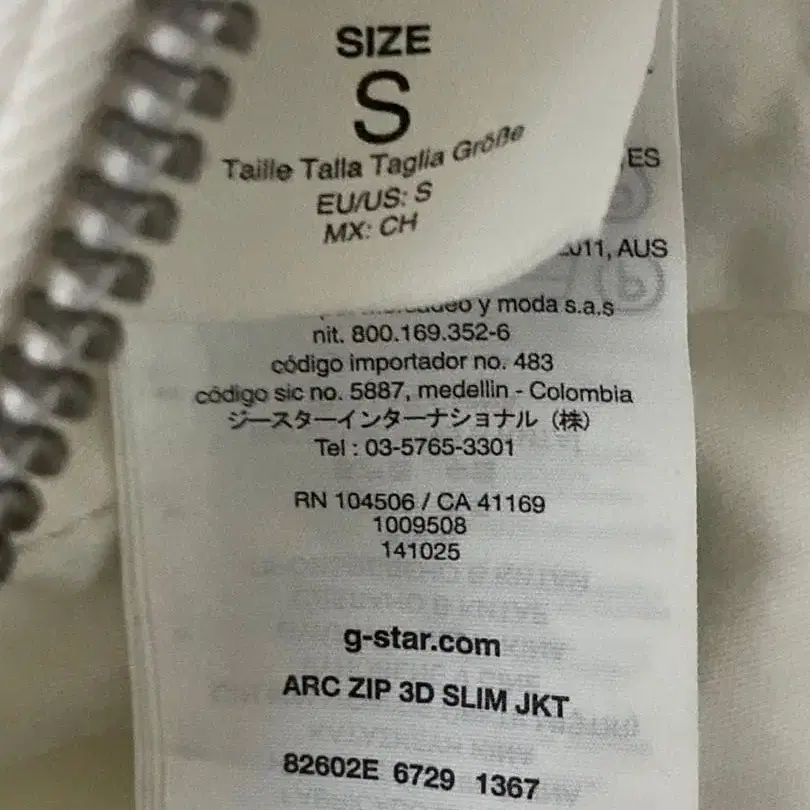 SIZE
S
Taille Talla Taglia Größe
EU/US: S
MX: CH
, ES
011, AUS
y moda s.a.s
nit. 800.169.352-6
código importador no. 483
código sic no. 5887, medellin - Colombia
ジースターインターナショナル（株）
Tel : 03-5765-3301
RN 104506 / CA 41169
1009508
141025
g-star.com
ARC ZIP 3D SLIM JKT
82602E 6729 1367